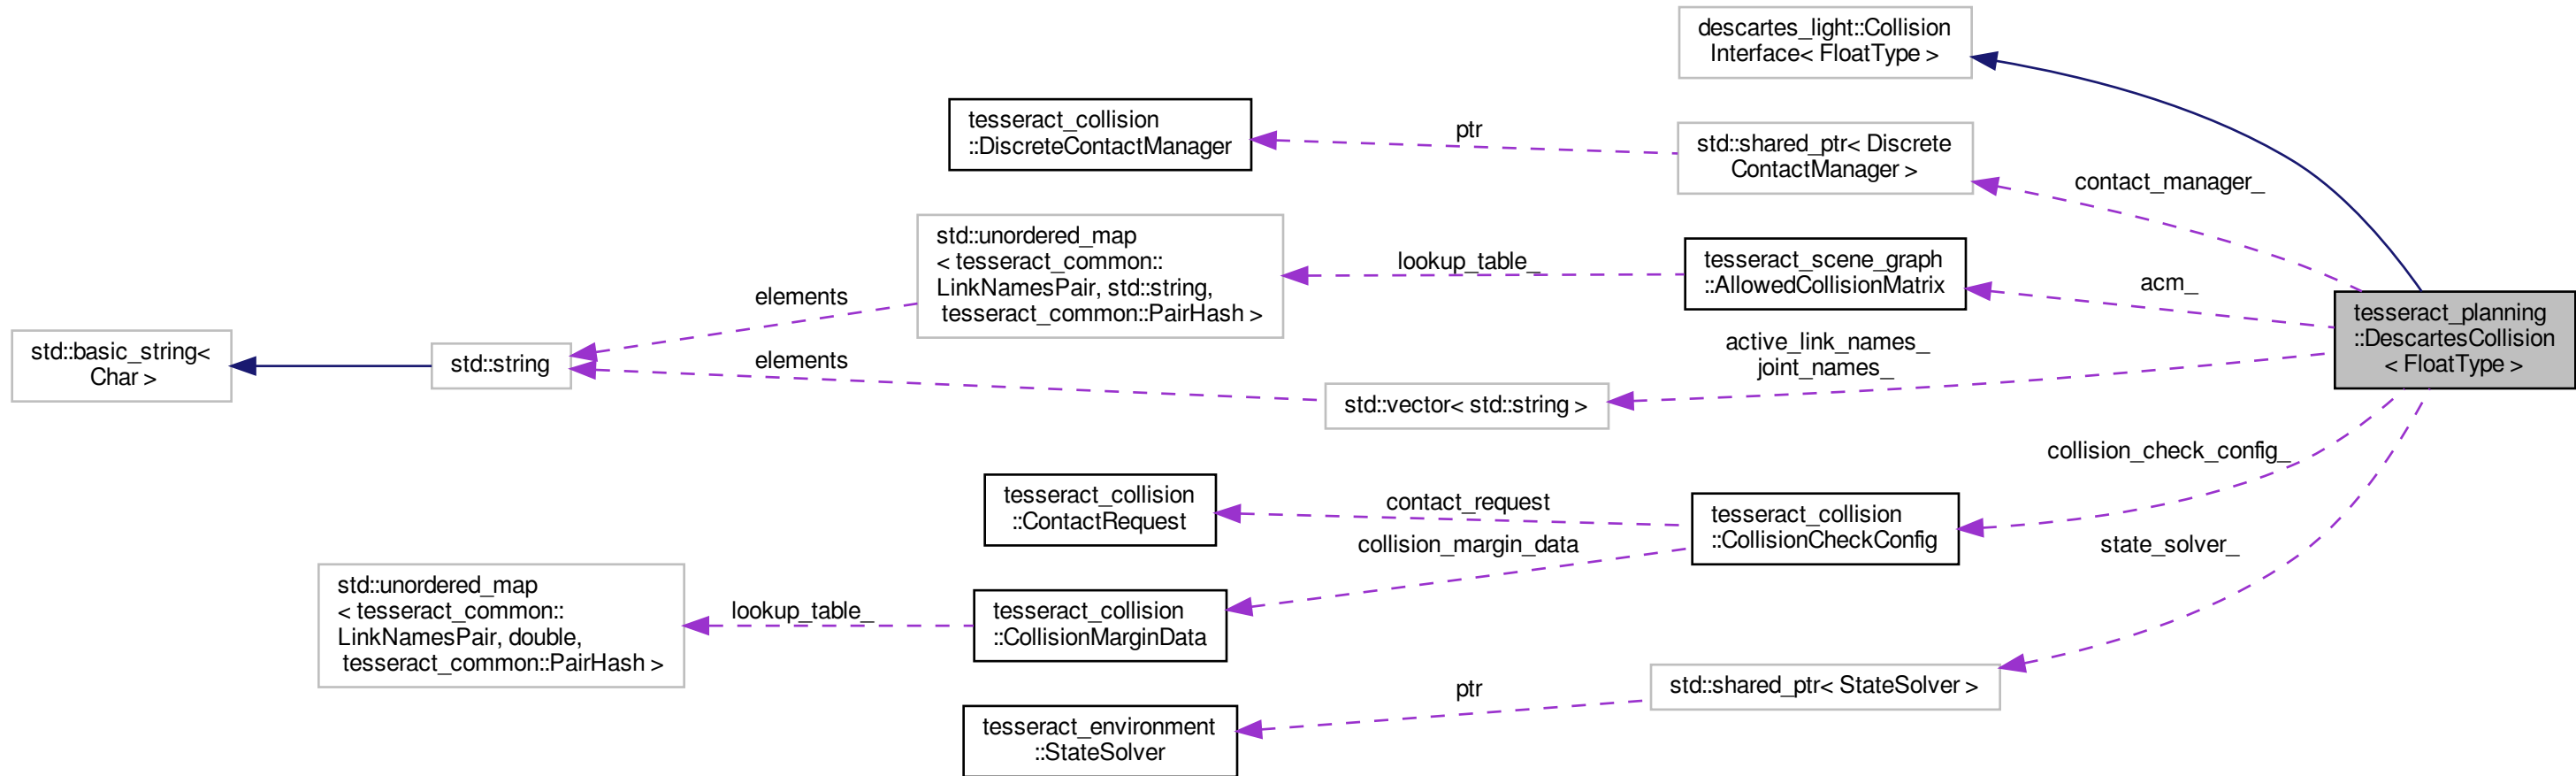 descartes_light::Collision
Interface< FloatType >
tesseract_collision
::DiscreteContactManager
ptr
std::shared_ptr< Discrete
ContactManager >
contact_manager_
std::unordered_map
< tesseract_common::
LinkNamesPair, std::string,
tesseract_common::PairHash >
lookup_table_
tesseract_scene_graph
::AllowedCollisionMatrix
acm_
tesseract_planning
::DescartesCollision
< FloatType >
std::basic_string<
Char >
std::string
elements
elements
std::vector< std::string >
active_link_names_
joint_names_
collision_check_config_
tesseract_collision
::ContactRequest
contact_request
collision_margin_data
tesseract_collision
::CollisionCheckConfig
state_solver_
std::unordered_map
< tesseract_common::
LinkNamesPair, double,
tesseract_common::PairHash >
lookup_table_
tesseract_collision
::CollisionMarginData
tesseract_environment
::StateSolver
ptr
std::shared_ptr< StateSolver >